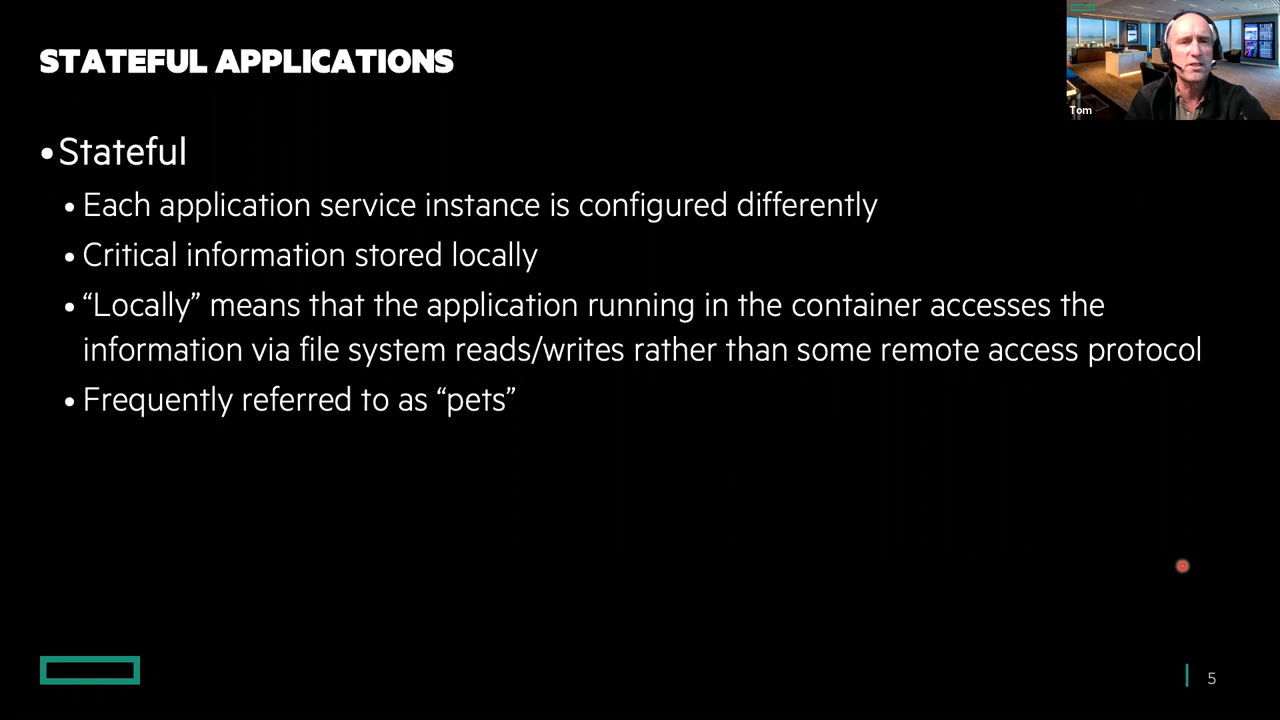 STATEFUL APPLICATIONS
Tom
•Stateful
• Each application service instance is configured differently
• Critical information stored locally
• “Locally” means that the application running in the container accesses the
information via file system reads/writes rather than some remote access protocol
• Frequently referred to as “pets”
5